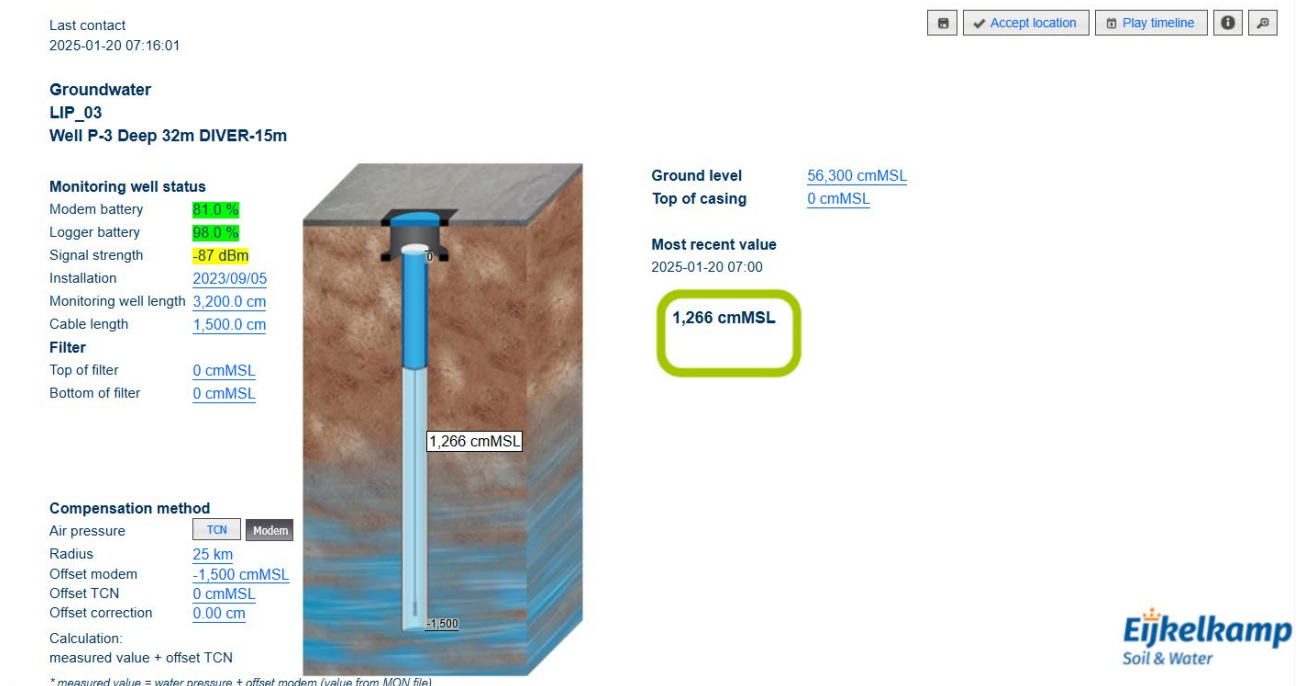 Last contact
2025-01-20 07:16:01
Accept location
Play timeline
Groundwater
LIP_03
Well P-3 Deep 32m DIVER-15m
Monitoring well status
Modem battery 81.0 %
Logger battery 98.0 %
Signal strength -87 dBm
Installation 2023/09/05
Monitoring well length 3,200.0 cm
Cable length 1,500.0 cm
Filter
Top of filter 0 cmMSL
Bottom of filter 0 cmMSL
Compensation method
Air pressure TCN Modem
Radius 25 km
Offset modem -1,500 cmMSL
Offset TCN 0 cmMSL
Offset correction 0.00 cm
Calculation:
measured value + offset TCN
* measured value = water pressure + offset modem (value from MON file)
0
1,266 cmMSL
-1,500
Ground level 56,300 cmMSL
Top of casing 0 cmMSL
Most recent value
2025-01-20 07:00
1,266 cmMSL
Eijkelkamp
Soil & Water